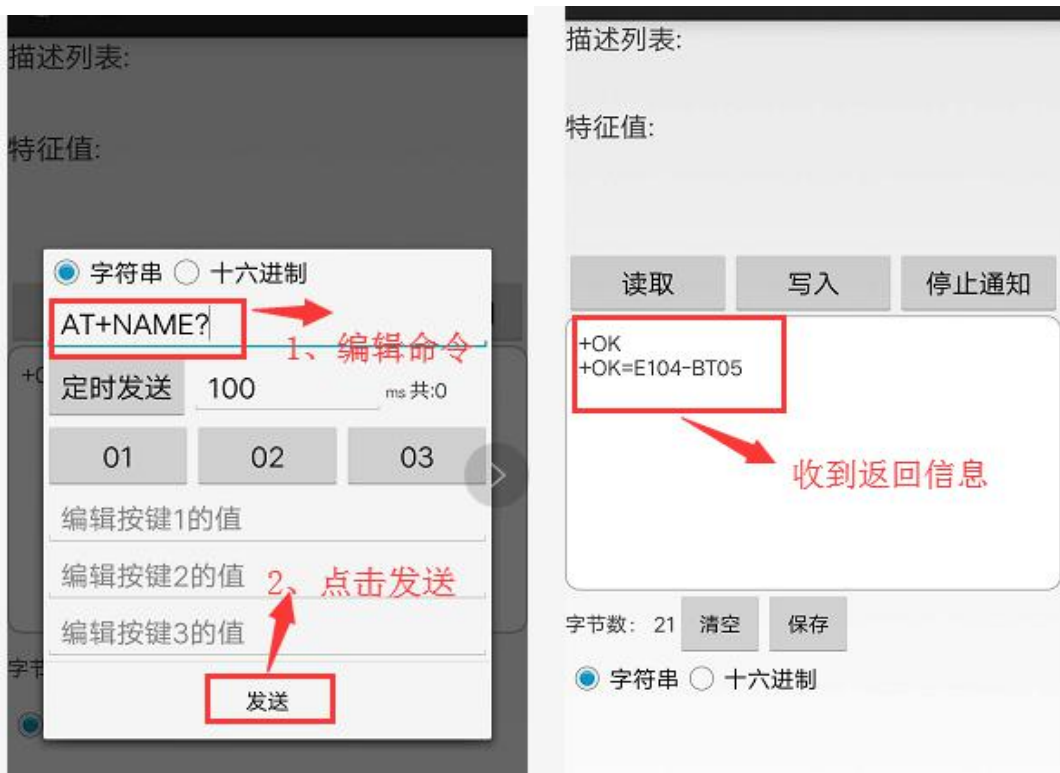 描述列表:
特征值:
字符串 十六进制
AT+NAME?
1、编辑命令
定时发送 100 ms 共:0
01 02 03
编辑按键1的值
编辑按键2的值
2、点击发送
编辑按键3的值
发送
描述列表:
特征值:
读取 写入 停止通知
+OK
+OK=E104-BT05
收到返回信息
字节数: 21 清空 保存
字符串 十六进制